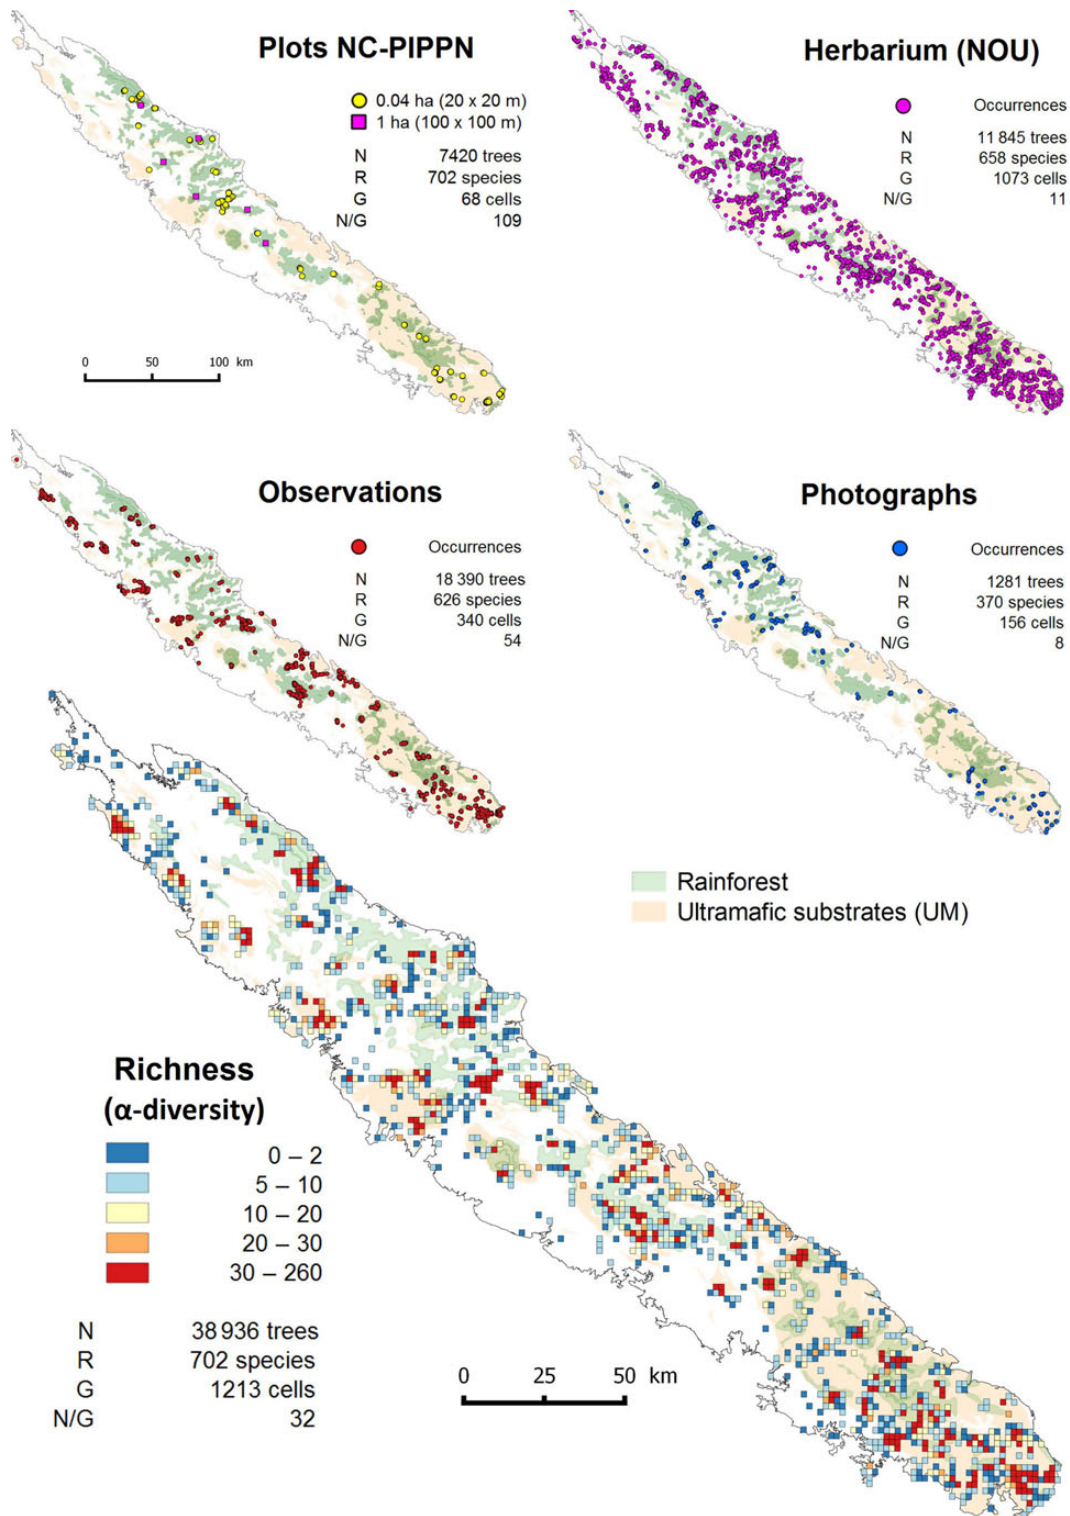 Plots NC-PIPPN
0.04 ha (20 x 20 m)
1 ha (100 x 100 m)
N 7420 trees
R 702 species
G 68 cells
N/G 109
0 50 100 km
Herbarium (NOU)
Occurrences
N 11 845 trees
R 658 species
G 1073 cells
N/G 11
Observations
Occurrences
N 18 390 trees
R 626 species
G 340 cells
N/G 54
Photographs
Occurrences
N 1281 trees
R 370 species
G 156 cells
N/G 8
Rainforest
Ultramafic substrates (UM)
Richness
(α-diversity)
0 – 2
5 – 10
10 – 20
20 – 30
30 – 260
N 38 936 trees
R 702 species
G 1213 cells
N/G 32
0 25 50 km